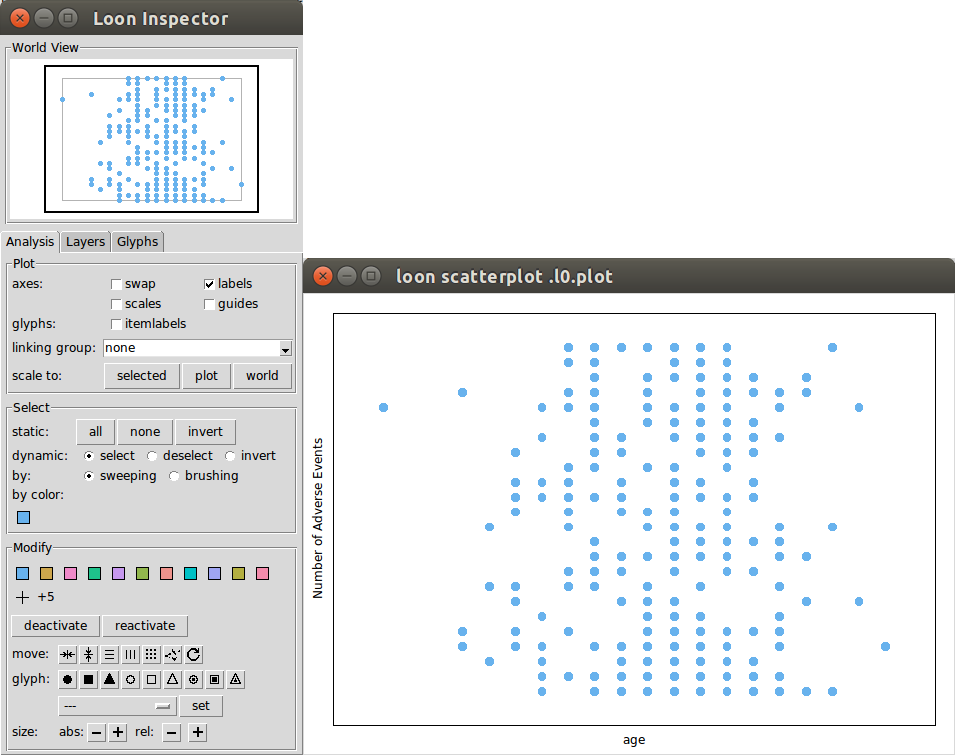 Loon Inspector
World View
Analysis Layers Glyphs
Plot
axes: swap labels
scales guides
glyphs: itemlabels
linking group: none
scale to: selected plot world
Select
static: all none invert
dynamic: select deselect invert
by: sweeping brushing
by color:
Modify
+5
deactivate reactivate
move:
glyph:
--- set
size: abs: rel:
loon scatterplot .l0.plot
Number of Adverse Events
age